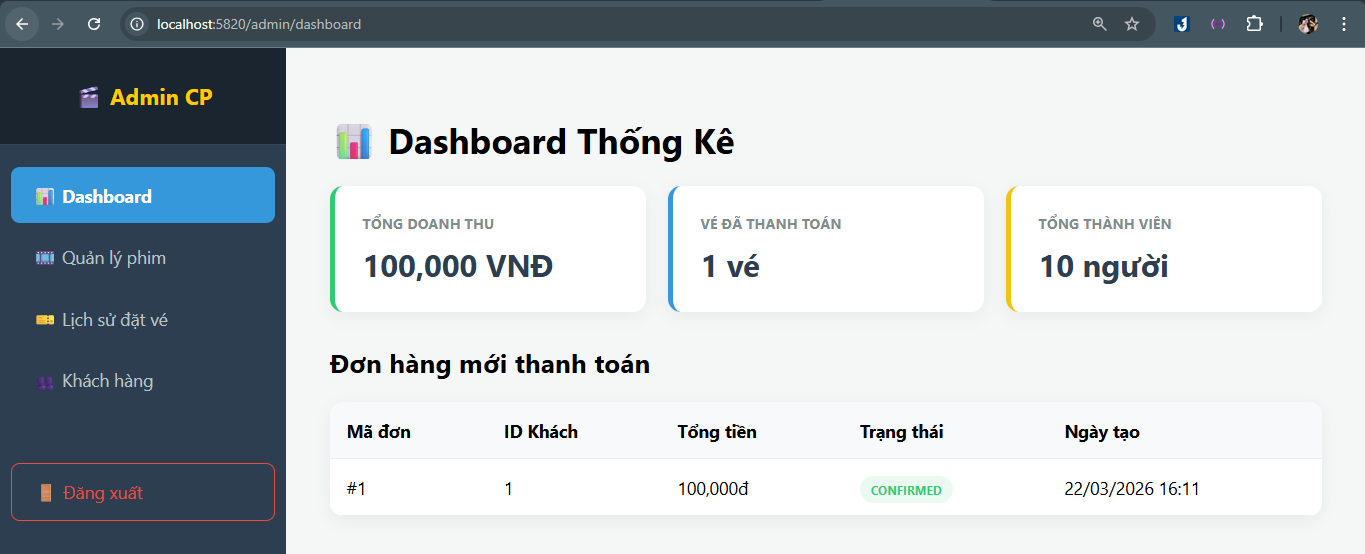 localhost:5820/admin/dashboard
Admin CP
Dashboard
Quản lý phim
Lịch sử đặt vé
Khách hàng
Đăng xuất
Dashboard Thống Kê
TỔNG DOANH THU
100,000 VNĐ
VÉ ĐÃ THANH TOÁN
1 vé
TỔNG THÀNH VIÊN
10 người
Đơn hàng mới thanh toán
Mã đơn ID Khách Tổng tiền Trạng thái Ngày tạo
#1 1 100,000đ CONFIRMED 22/03/2026 16:11